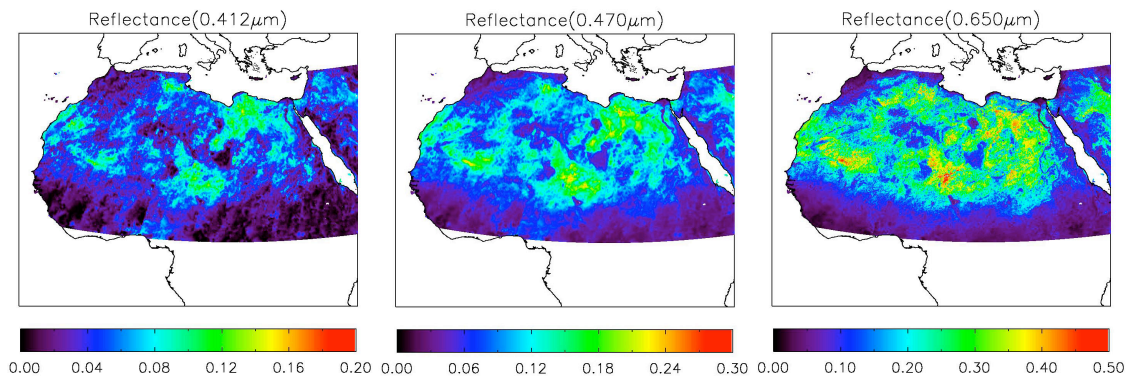 Reflectance(0.412μm)
Reflectance(0.470μm)
Reflectance(0.650μm)
0.00 0.04 0.08 0.12 0.16 0.20
0.00 0.06 0.12 0.18 0.24 0.30
0.00 0.10 0.20 0.30 0.40 0.50